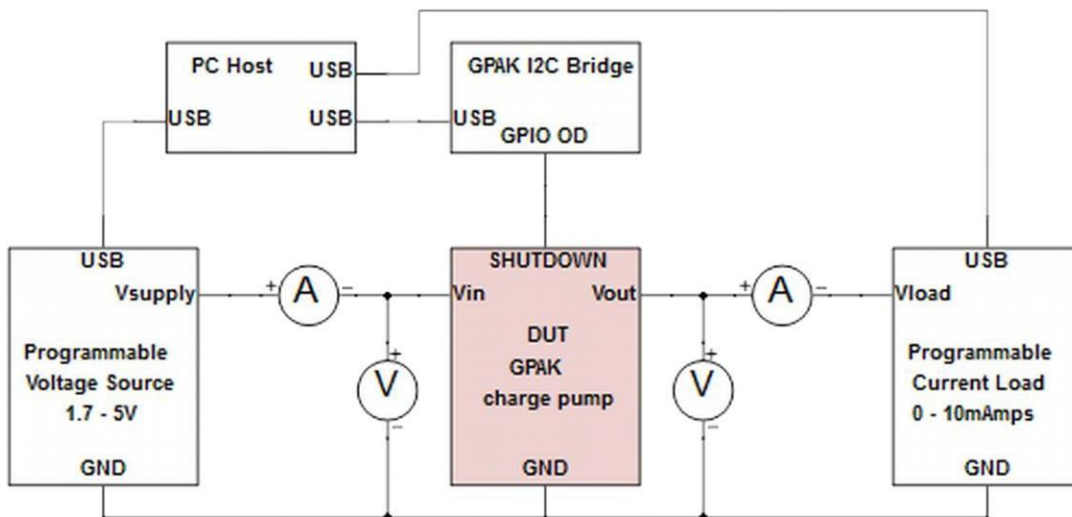 PC Host
USB
USB
USB
GPAK I2C Bridge
USB
GPIO OD
USB
Vsupply
Programmable
Voltage Source
1.7 - 5V
GND
+ A -
+
V
-
SHUTDOWN
Vin
Vout
DUT
GPAK
charge pump
GND
+ A -
+
V
-
USB
Vload
Programmable
Current Load
0 - 10mAmps
GND